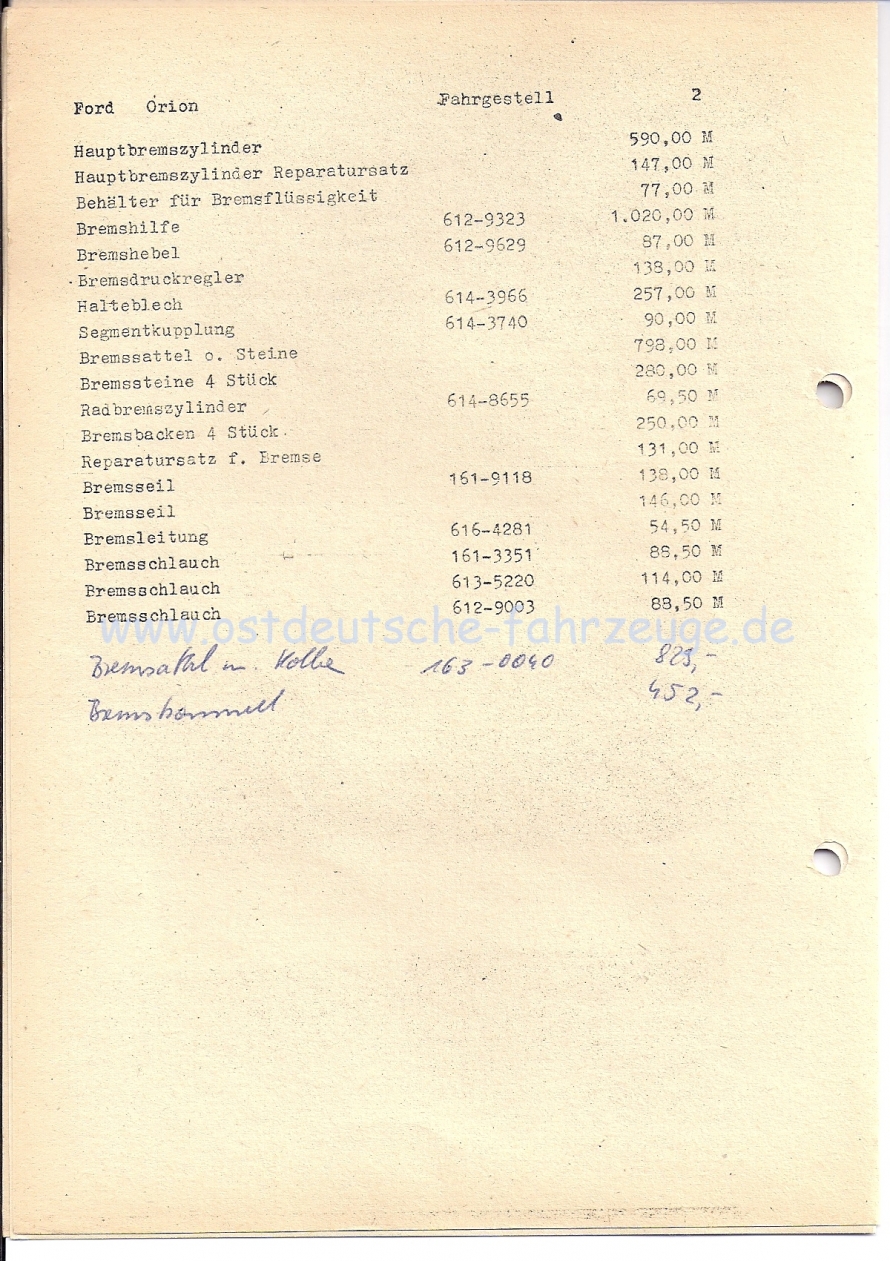 Ford Orion Fahrgestell 2
Hauptbremszylinder 590,00 M
Hauptbremszylinder Reparatursatz 147,00 M
Behälter für Bremsflüssigkeit 77,00 M
Bremshilfe 612-9323 1.020,00 M
Bremshebel 612-9629 87,00 M
Bremsdruckregler 138,00 M
Halteblech 614-3966 257,00 M
Segmentkupplung 614-3740 90,00 M
Bremssattel o. Steine 798,00 M
Bremssteine 4 Stück 280,00 M
Radbremszylinder 614-8655 69,50 M
Bremsbacken 4 Stück 250,00 M
Reparatursatz f. Bremse 131,00 M
Bremsseil 161-9118 138,00 M
Bremsseil 146,00 M
Bremsleitung 616-4281 54,50 M
Bremsschlauch 161-3351 88,50 M
Bremsschlauch 613-5220 114,00 M
Bremsschlauch 612-9003 88,50 M
www.ostdeutsche-fahrzeuge.de
Bremsattel m. Kolben 163-0040 829,-
Bremstrommel 452,-